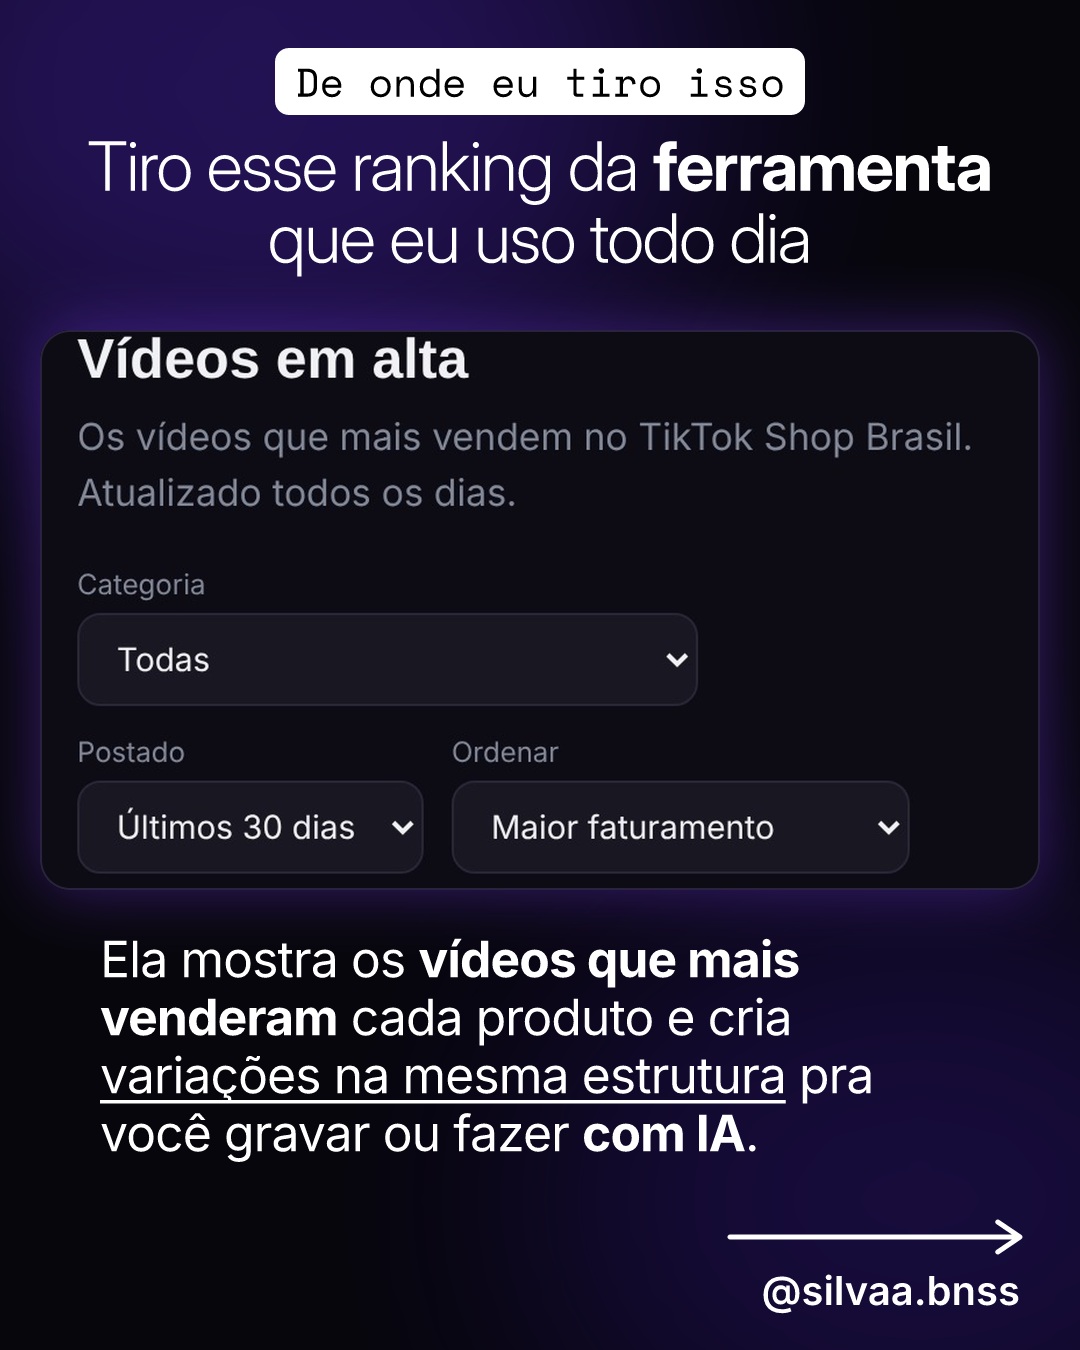 De onde eu tiro isso
Tiro esse ranking da ferramenta
que eu uso todo dia
Vídeos em alta
Os vídeos que mais vendem no TikTok Shop Brasil.
Atualizado todos os dias.
Categoria
Todas
Postado
Ordenar
Últimos 30 dias
Maior faturamento
Ela mostra os vídeos que mais
venderam cada produto e cria
variações na mesma estrutura pra
você gravar ou fazer com IA.
@silvaa.bnss